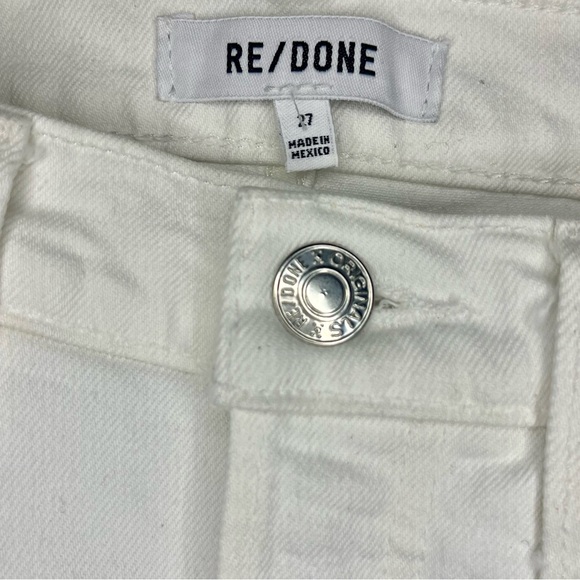 RE/DONE
27
MADE IN
MEXICO
RE/DONE & ORIGINALS &